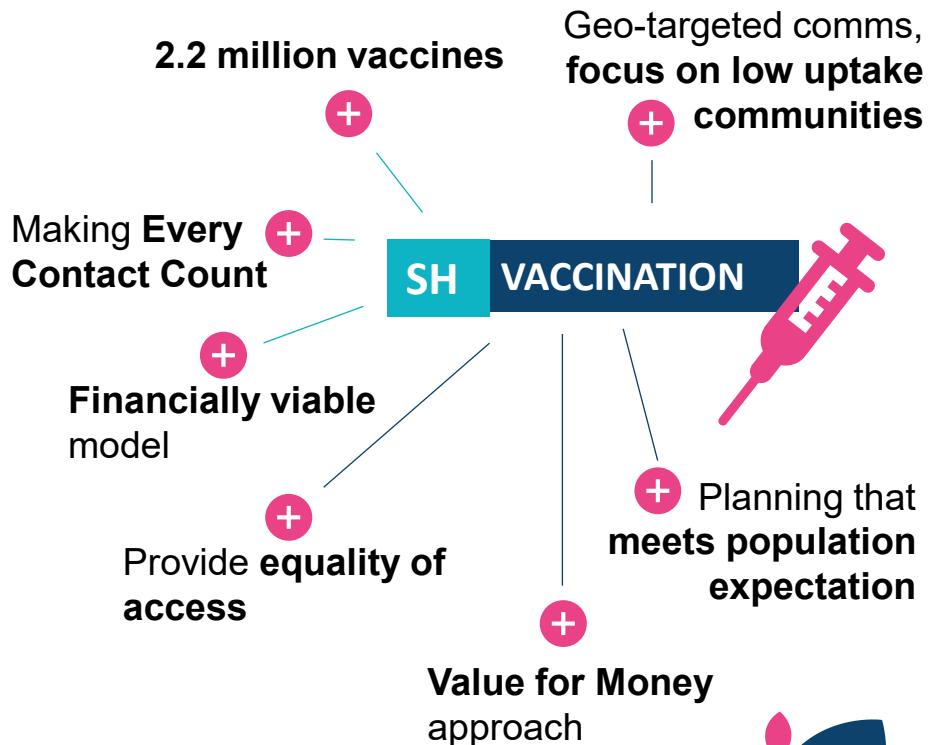 2.2 million vaccines
Geo-targeted comms,
focus on low uptake
communities
Making Every
Contact Count
SH VACCINATION
Financially viable
model
Planning that
meets population
expectation
Provide equality of
access
Value for Money
approach